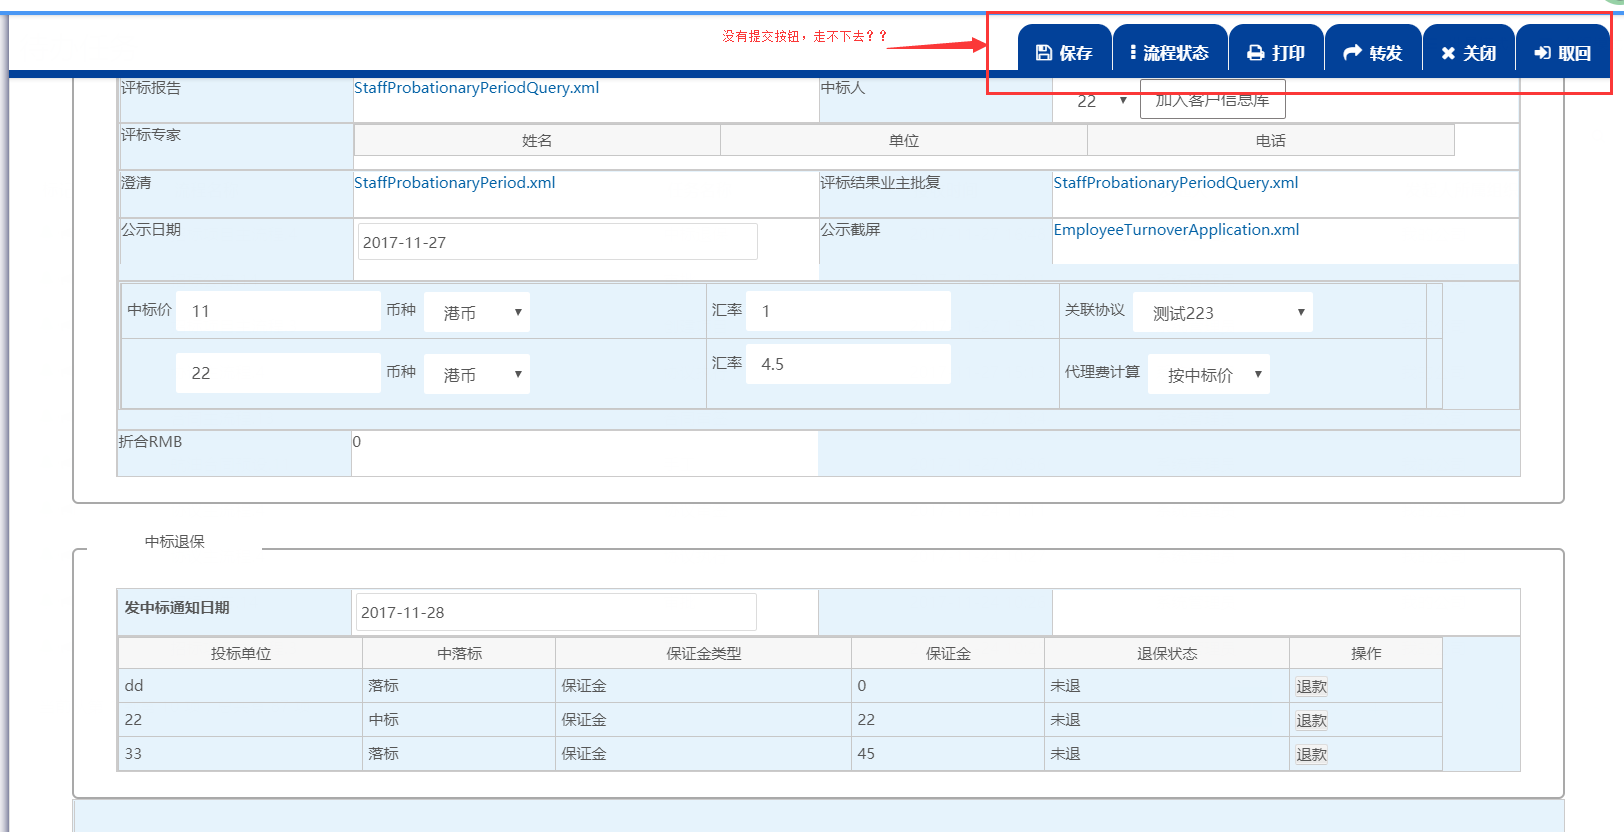 没有提交按钮，走不下去？？
保存 流程状态 打印 转发 关闭 取回
评标报告 StaffProbationaryPeriodQuery.xml 中标人 22 加入客户信息库
评标专家 姓名 单位 电话
澄清 StaffProbationaryPeriod.xml 评标结果业主批复 StaffProbationaryPeriodQuery.xml
公示日期 2017-11-27 公示截屏 EmployeeTurnoverApplication.xml
中标价 11 币种 港币 汇率 1 关联协议 测试223
22 币种 港币 汇率 4.5 代理费计算 按中标价
折合RMB 0
中标退保
发中标通知日期 2017-11-28
投标单位 中落标 保证金类型 保证金 退保状态 操作
dd 落标 保证金 0 未退 退款
22 中标 保证金 22 未退 退款
33 落标 保证金 45 未退 退款